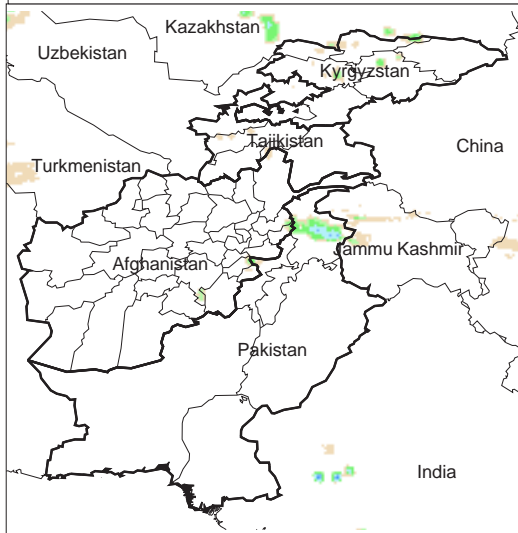 Kazakhstan
Uzbekistan
Kyrgyzstan
Tajikistan
China
Turkmenistan
Jammu Kashmir
Afghanistan
Pakistan
India